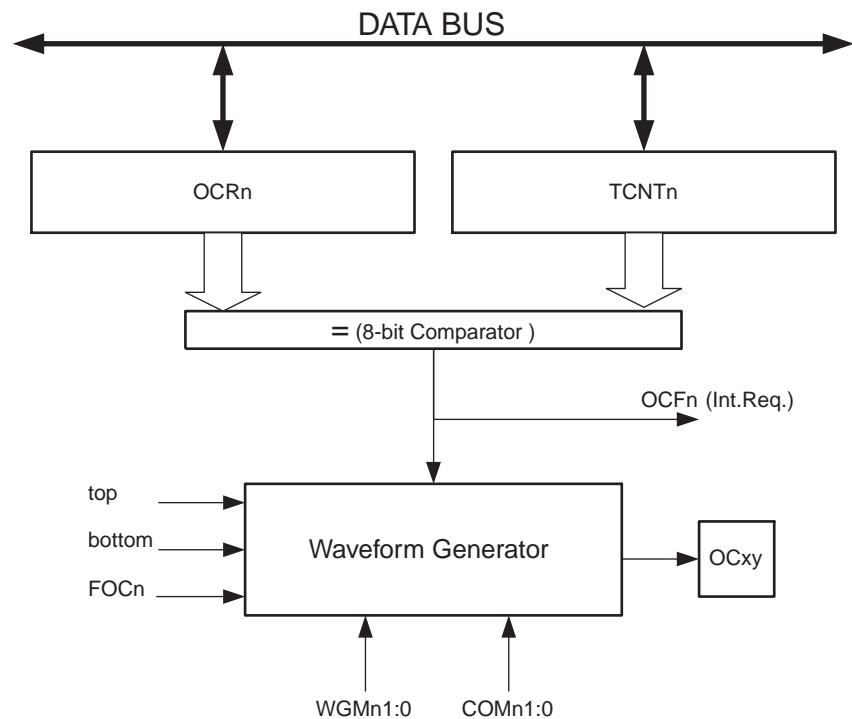 DATA BUS
OCRn
TCNTn
= (8-bit Comparator )
OCFn (Int.Req.)
top
bottom
FOCn
Waveform Generator
OCxy
WGMn1:0
COMn1:0